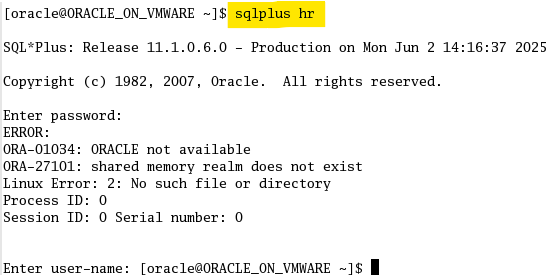 [oracle@ORACLE_ON_VMWARE ~]$ sqlplus hr
SQL*Plus: Release 11.1.0.6.0 - Production on Mon Jun 2 14:16:37 2025
Copyright (c) 1982, 2007, Oracle.  All rights reserved.
Enter password:
ERROR:
ORA-01034: ORACLE not available
ORA-27101: shared memory realm does not exist
Linux Error: 2: No such file or directory
Process ID: 0
Session ID: 0 Serial number: 0
Enter user-name: [oracle@ORACLE_ON_VMWARE ~]$